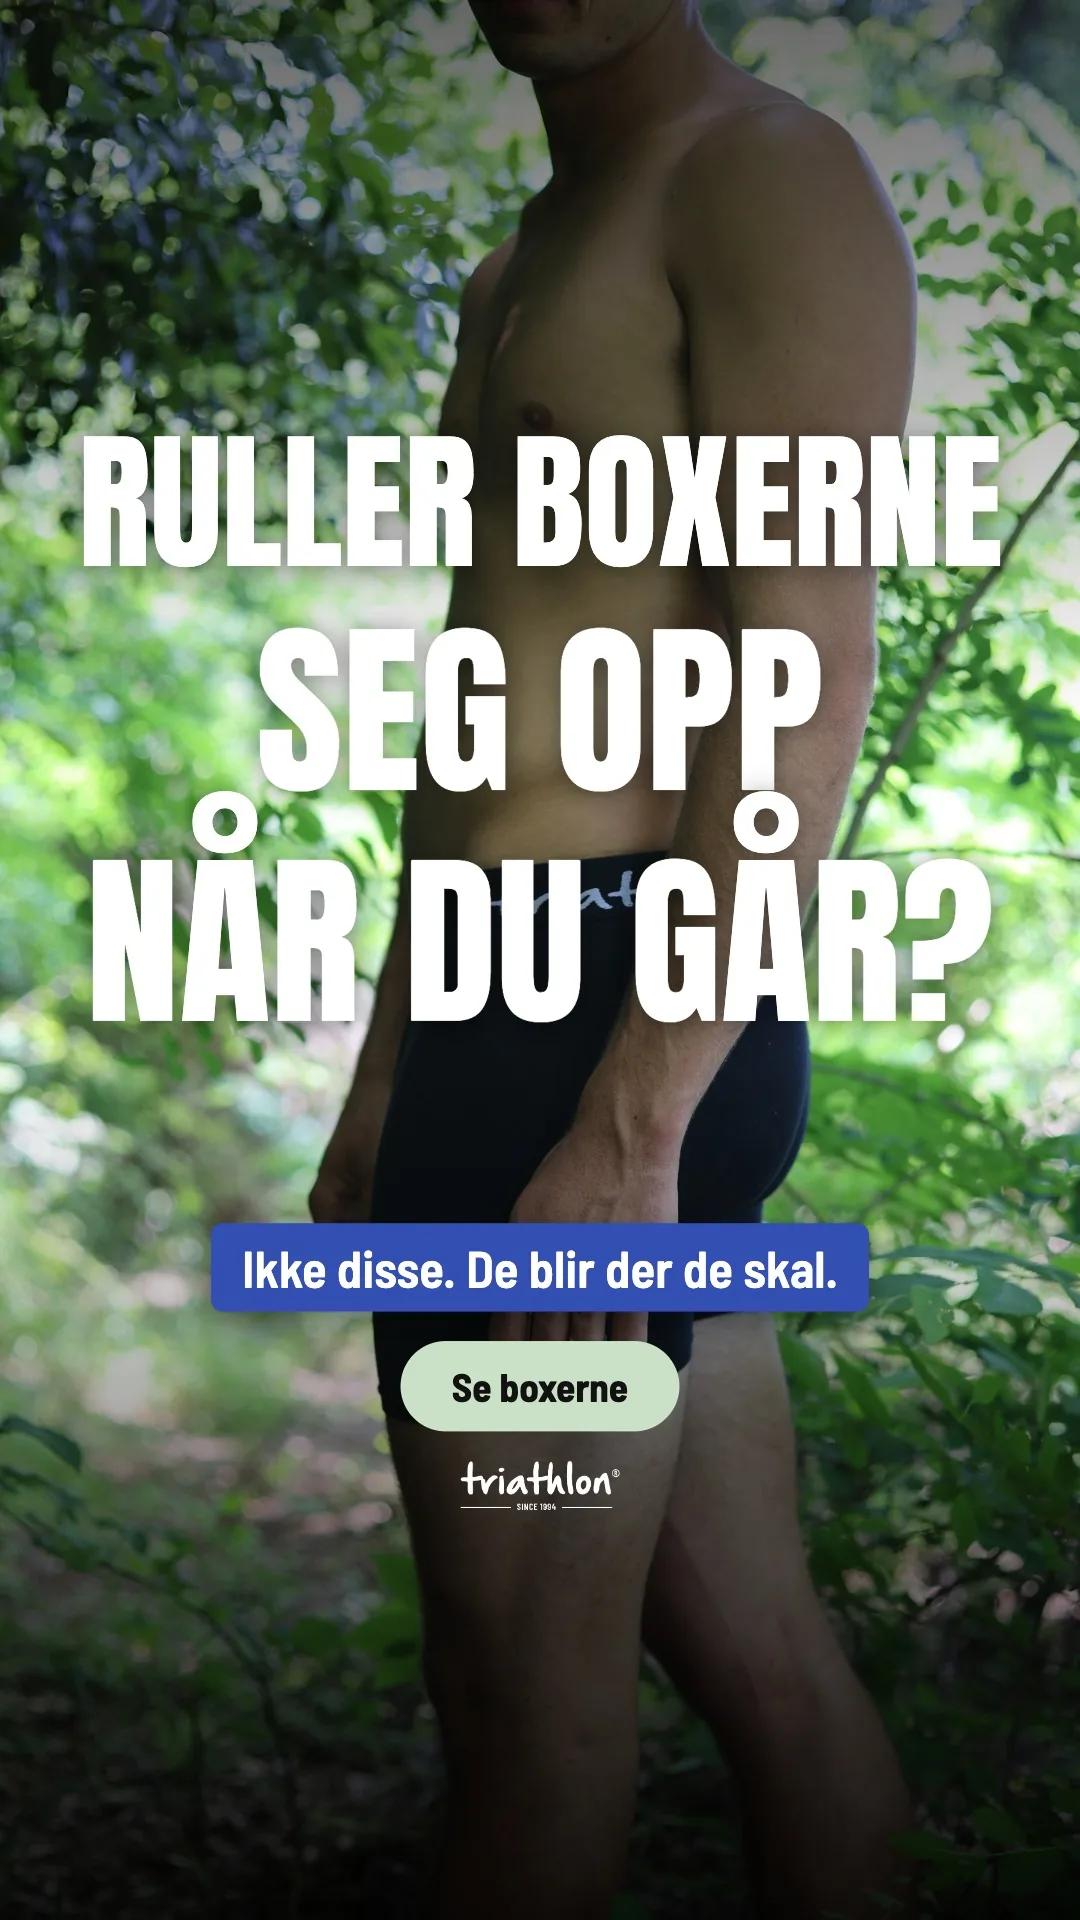 RULLER BOXERNE
SEG OPP
NÅR DU GÅR?
Ikke disse. De blir der de skal.
Se boxerne
triathlon®
SINCE 1994